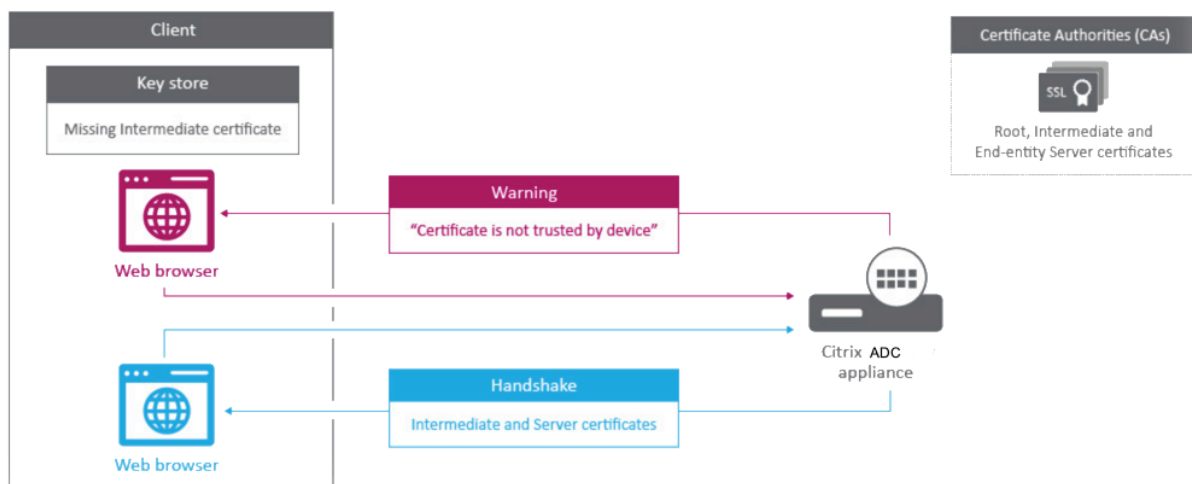 Client
Key store
Missing Intermediate certificate
Web browser
Warning
“Certificate is not trusted by device”
Certificate Authorities (CAs)
SSL
Root, Intermediate and
End-entity Server certificates
Citrix ADC
appliance
Web browser
Handshake
Intermediate and Server certificates